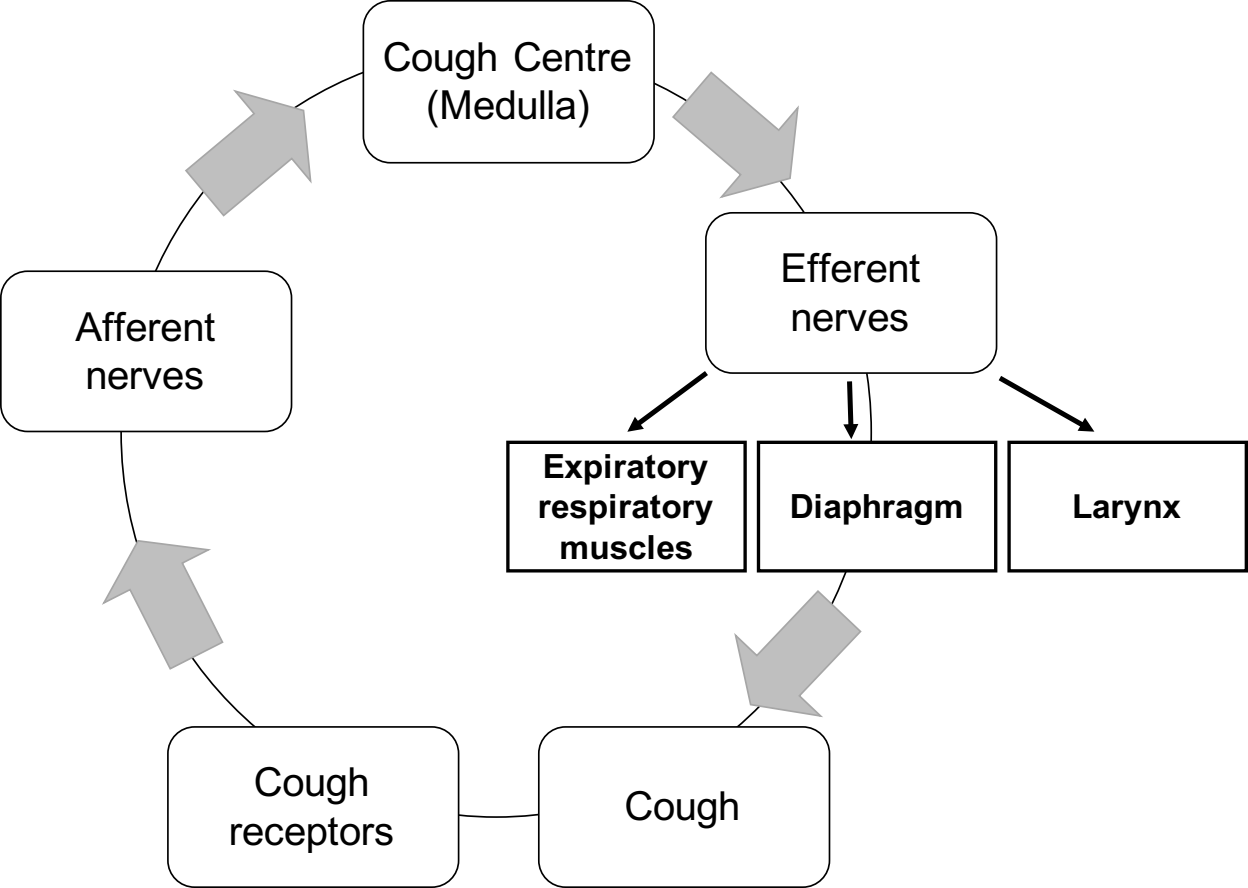 Cough Centre
(Medulla)
Efferent
nerves
Afferent
nerves
Expiratory
respiratory
muscles
Diaphragm
Larynx
Cough
receptors
Cough